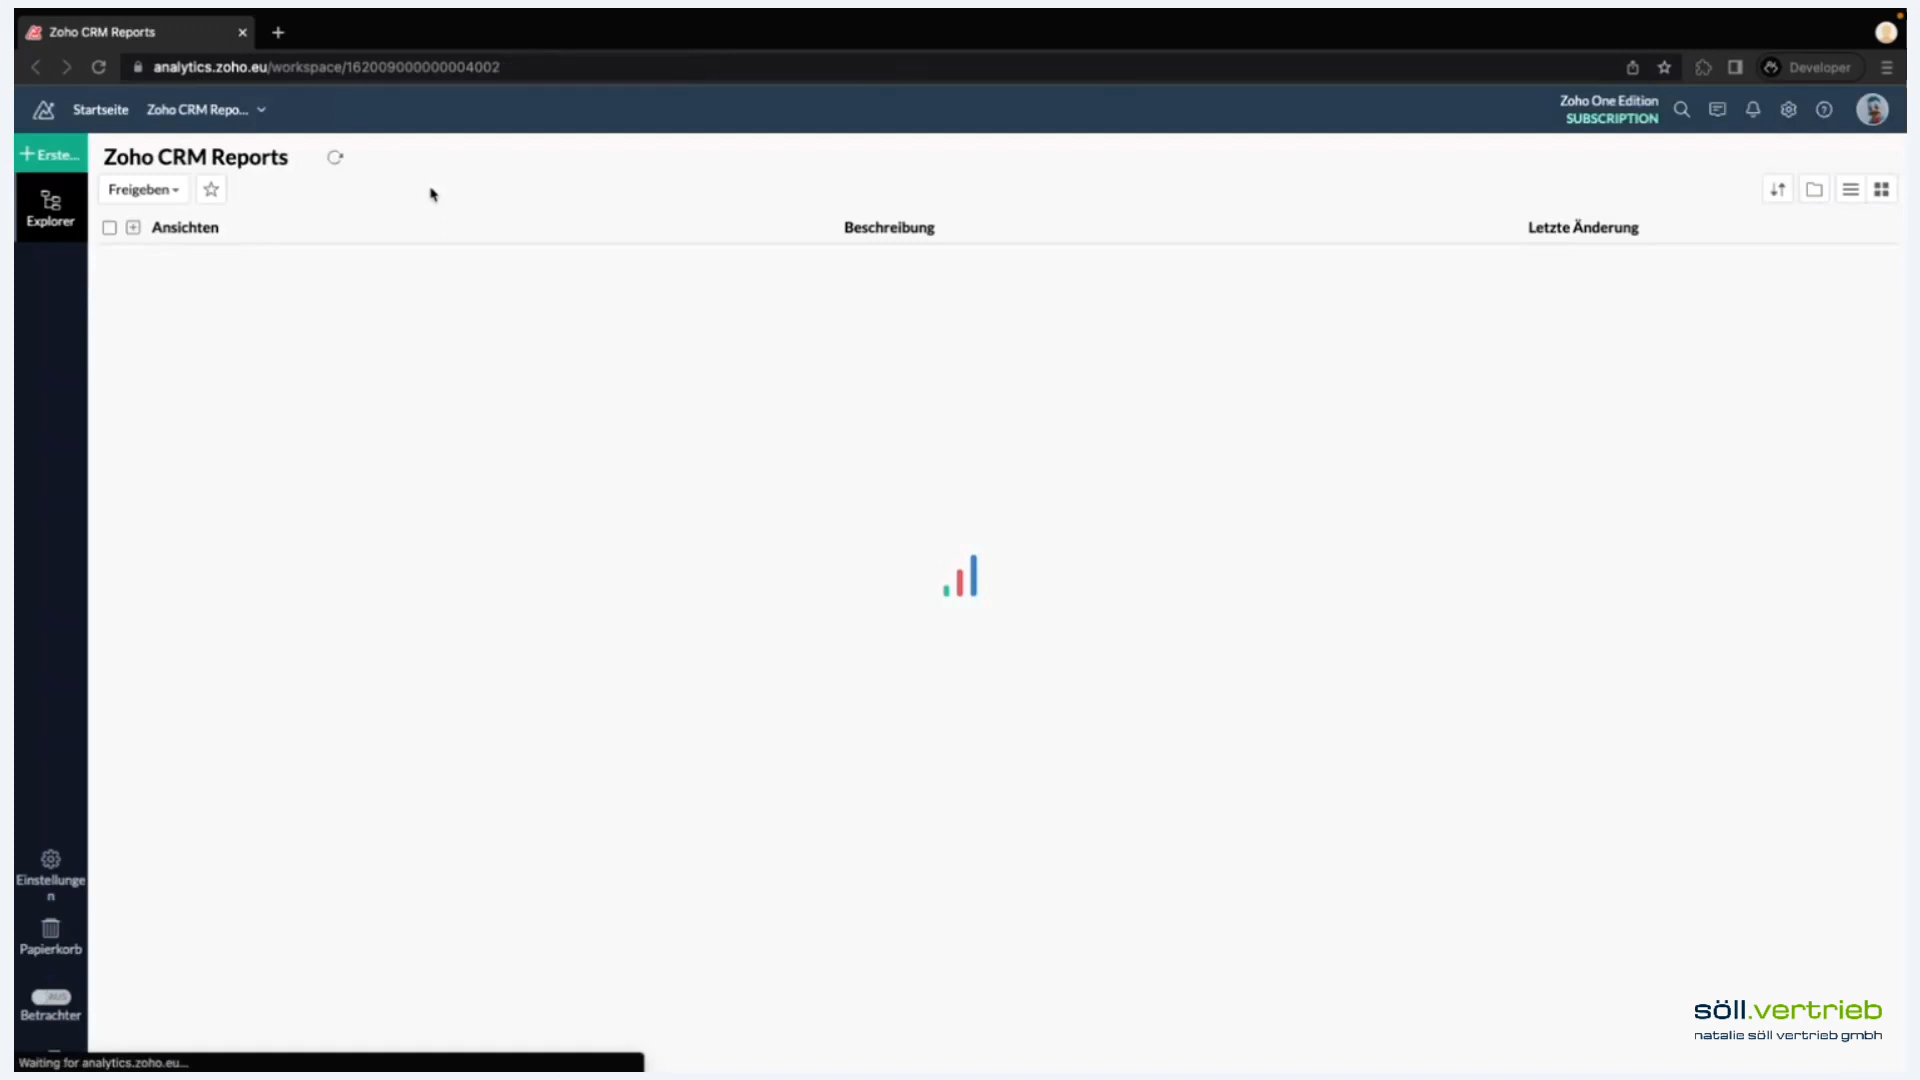 Zoho CRM Reports
analytics.zoho.eu/workspace/162009000000004002
Developer
Startseite
Zoho CRM Repo...
Zoho One Edition
SUBSCRIPTION
+ Erste...
Zoho CRM Reports
Freigeben
Explorer
Ansichten
Beschreibung
Letzte Änderung
Einstellunge
n
Papierkorb
AUS
Betrachter
söll.vertrieb
natalie söll vertrieb gmbh
Waiting for analytics.zoho.eu...